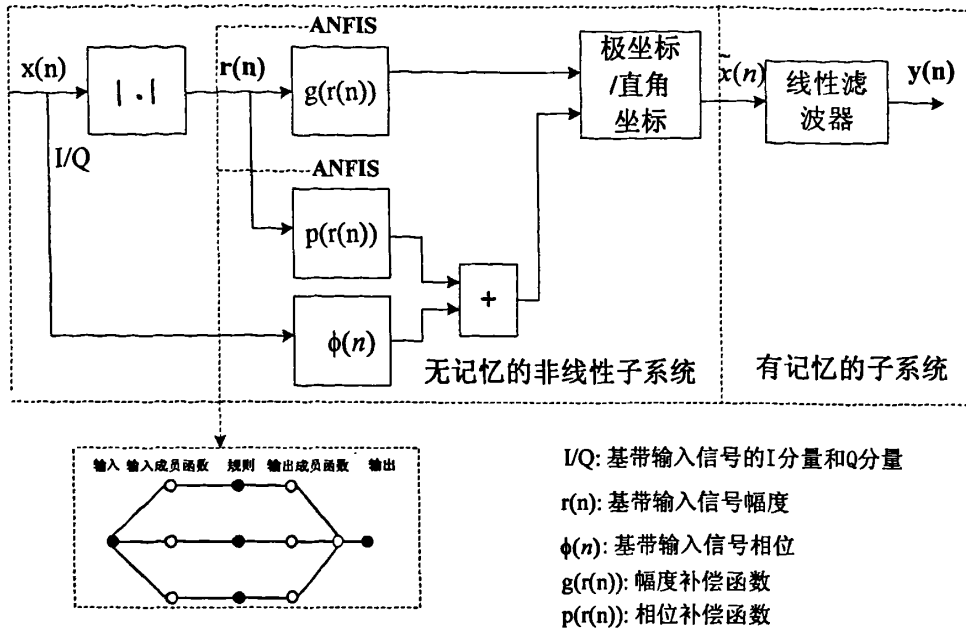 ANFIS
x(n)
|.|
r(n)
g(r(n))
极坐标
/直角
坐标
x̃(n)
线性滤
波器
y(n)
I/Q
ANFIS
p(r(n))
+
ϕ(n)
无记忆的非线性子系统
有记忆的子系统
输入 输入成员函数 规则 输出成员函数 输出
I/Q: 基带输入信号的I分量和Q分量
r(n): 基带输入信号幅度
ϕ(n): 基带输入信号相位
g(r(n)): 幅度补偿函数
p(r(n)): 相位补偿函数